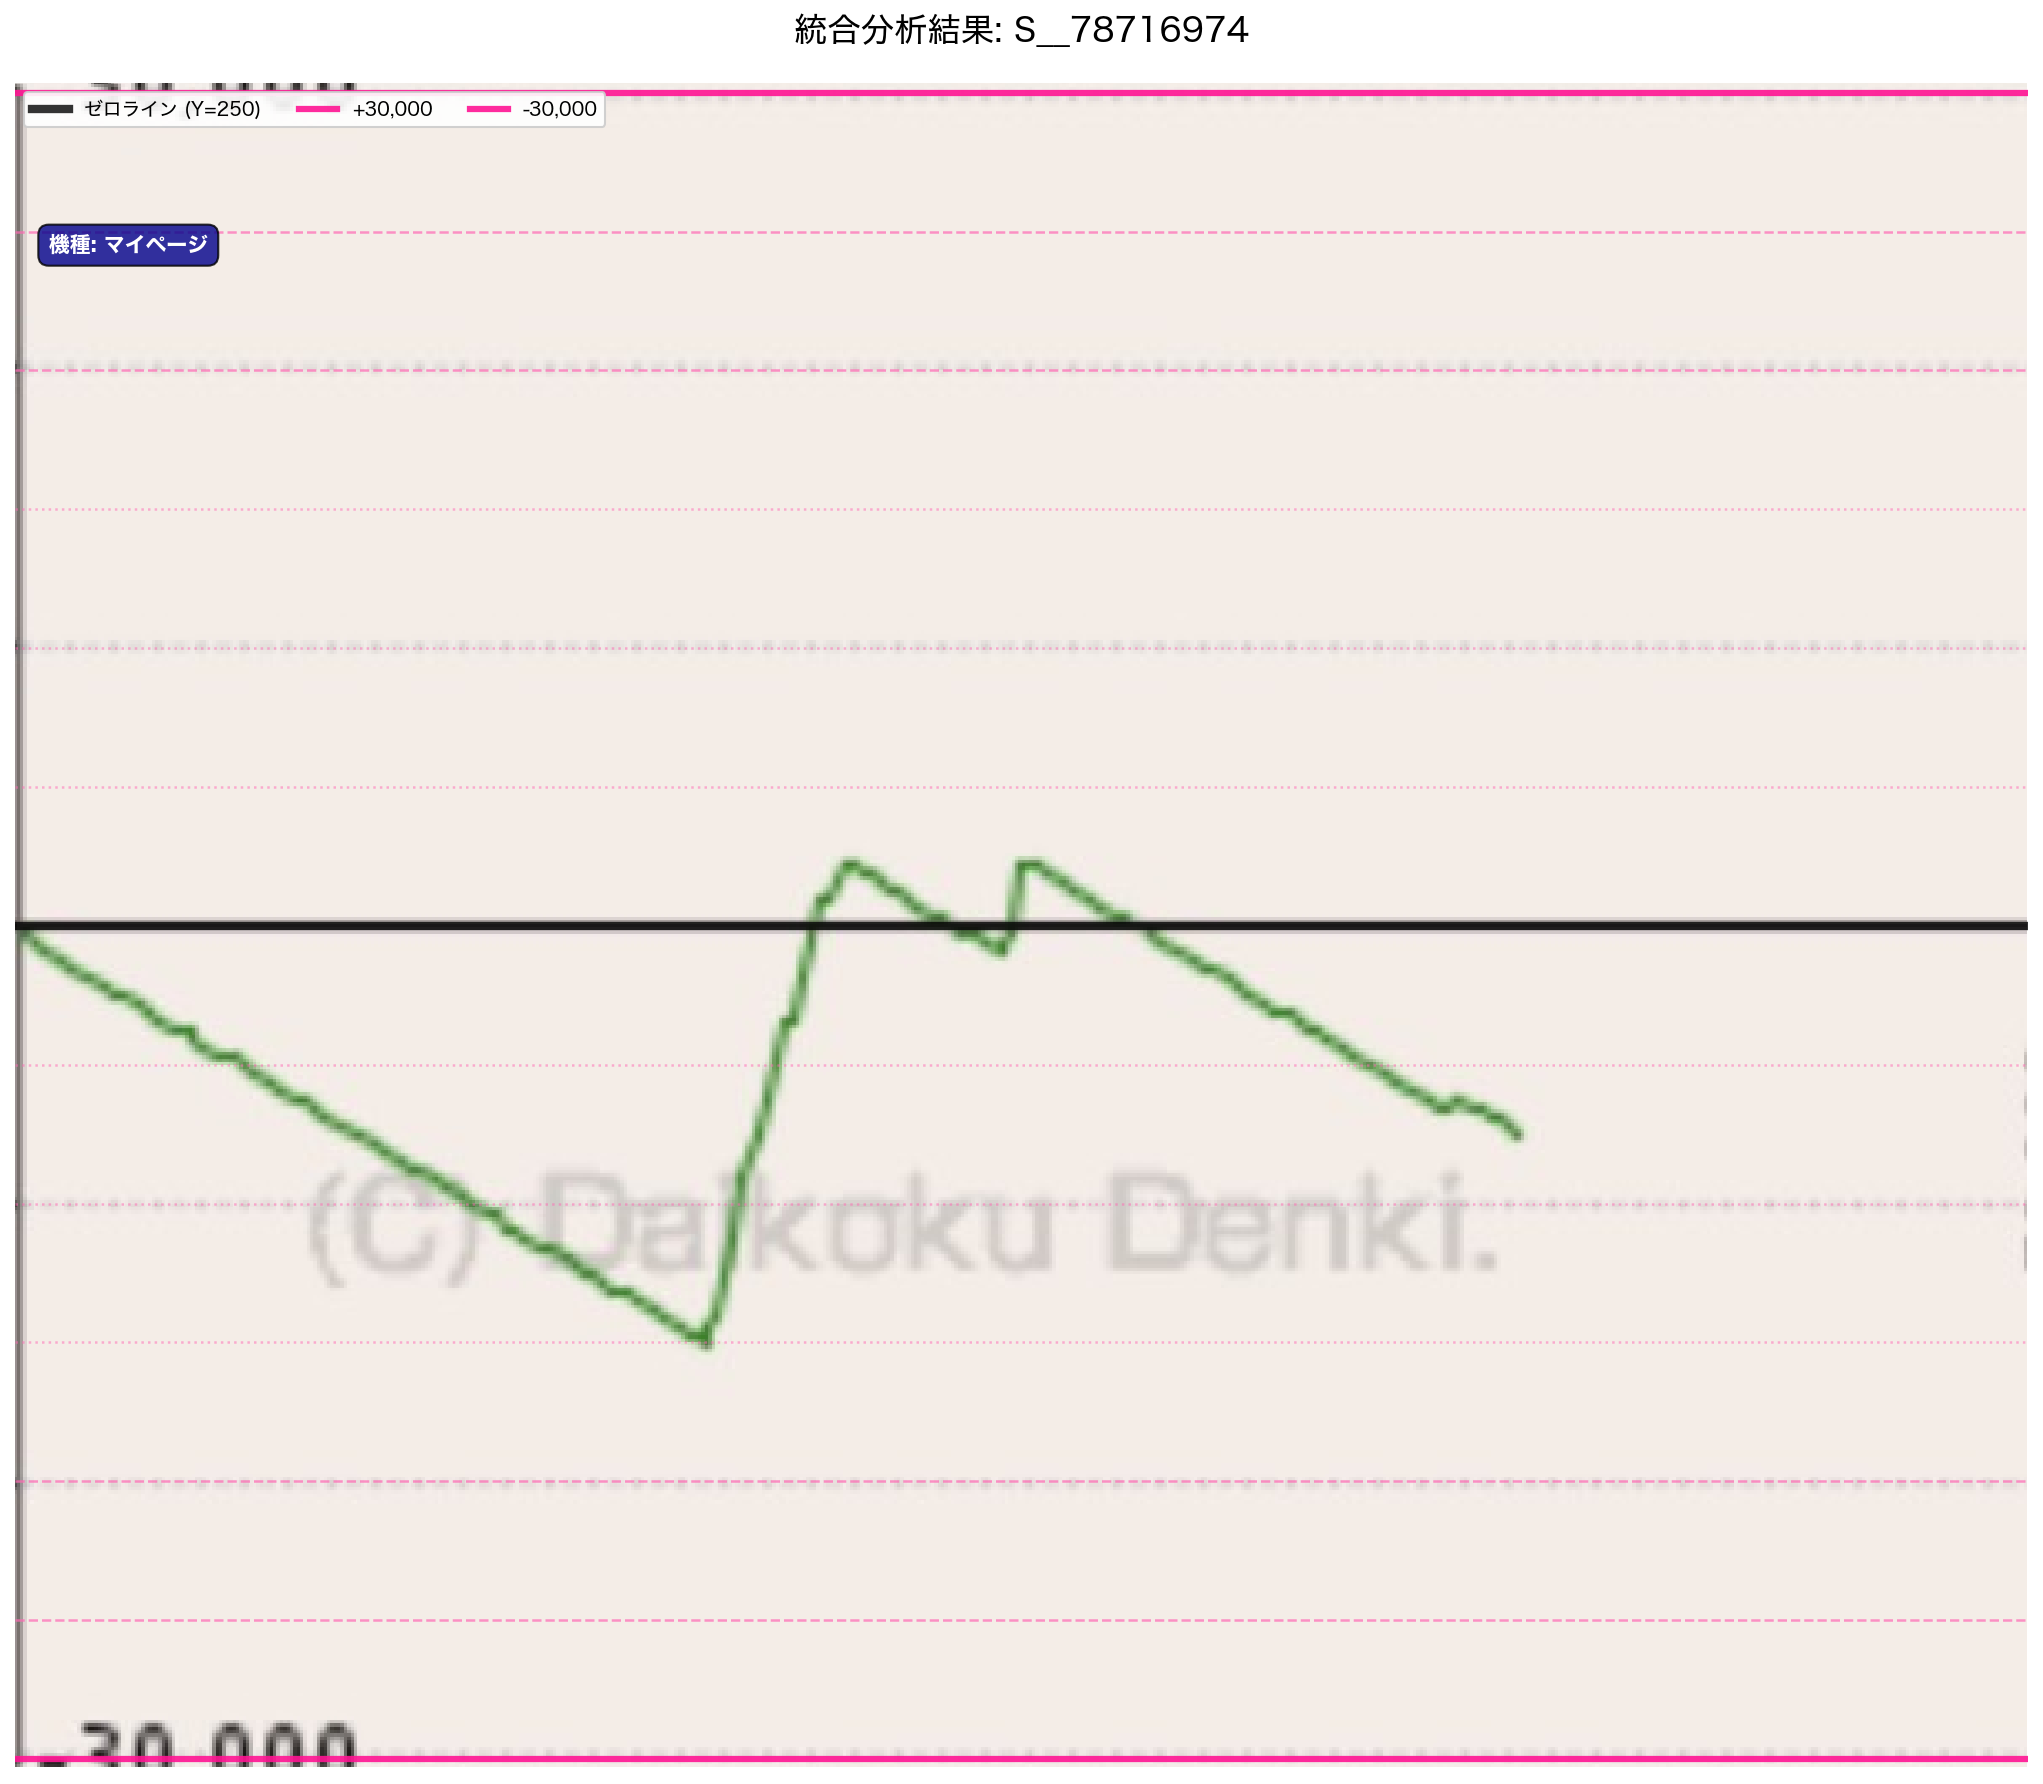 統合分析結果: S__78716974
ゼロライン (Y=250) +30,000 -30,000
機種: マイページ
(C) Daikoku Denki.
-30,000